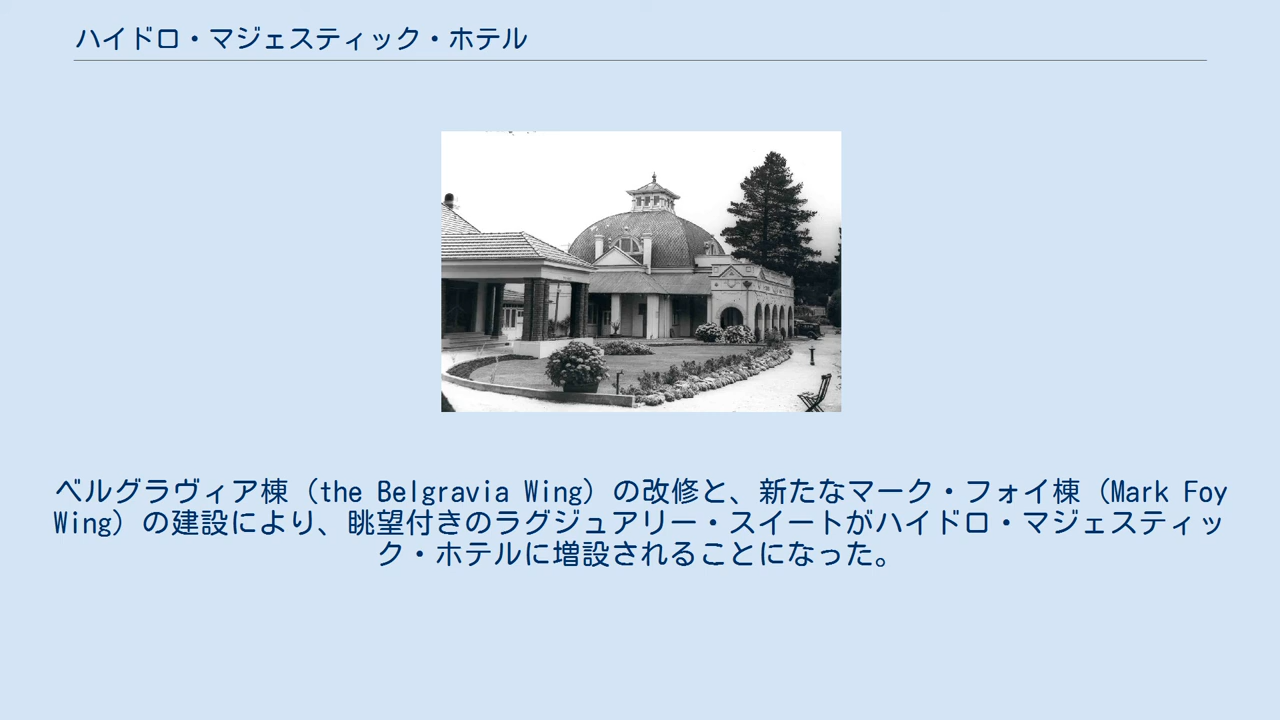 ハイドロ・マジェスティック・ホテル
ベルグラヴィア棟（the Belgravia Wing）の改修と、新たなマーク・フォイ棟（Mark Foy
Wing）の建設により、眺望付きのラグジュアリー・スイートがハイドロ・マジェスティッ
ク・ホテルに増設されることになった。